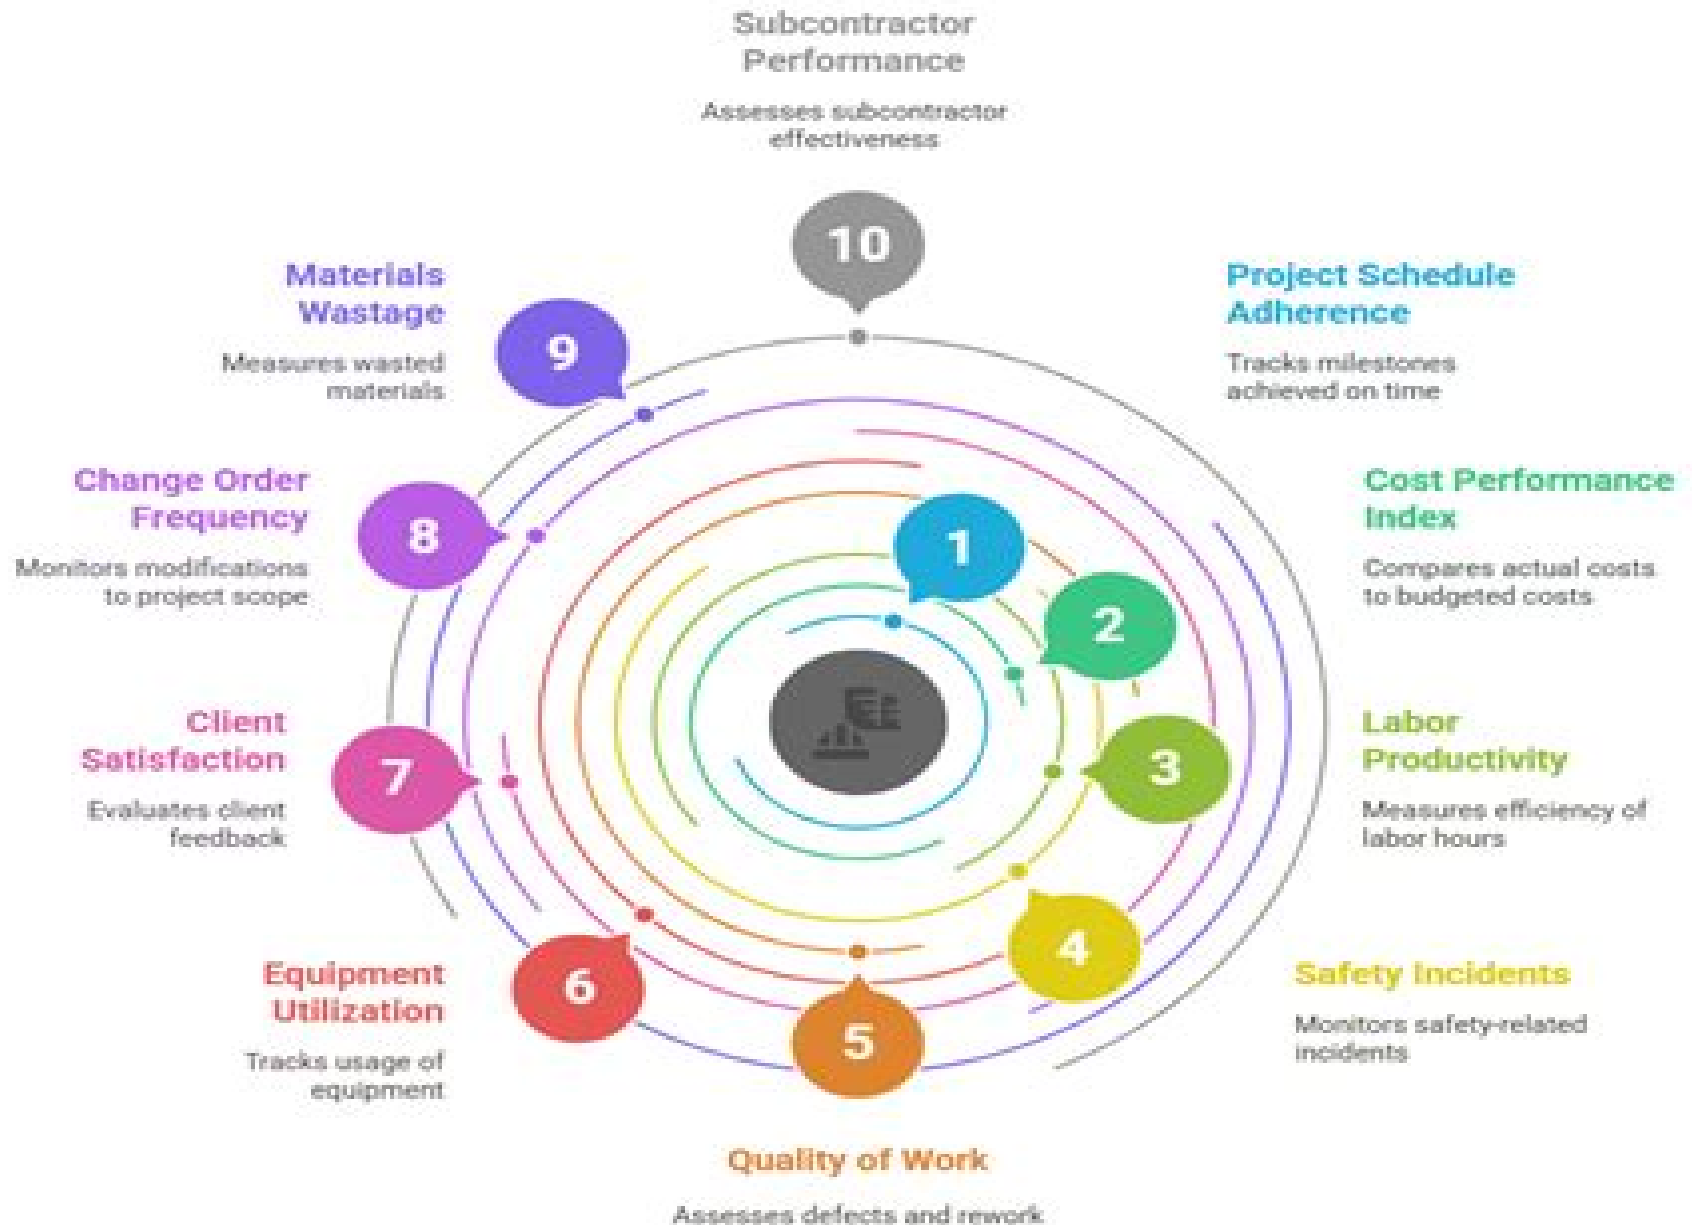 Subcontractor
Performance
Assesses subcontractor
effectiveness
10
Project Schedule
Adherence
Tracks milestones
achieved on time
1
Cost Performance
Index
Compares actual costs
to budgeted costs
2
Labor
Productivity
Measures efficiency of
labor hours
3
Safety Incidents
Monitors safety-related
incidents
4
Quality of Work
Assesses defects and rework
5
Equipment
Utilization
Tracks usage of
equipment
6
Client
Satisfaction
Evaluates client
feedback
7
Change Order
Frequency
Monitors modifications
to project scope
8
Materials
Wastage
Measures wasted
materials
9